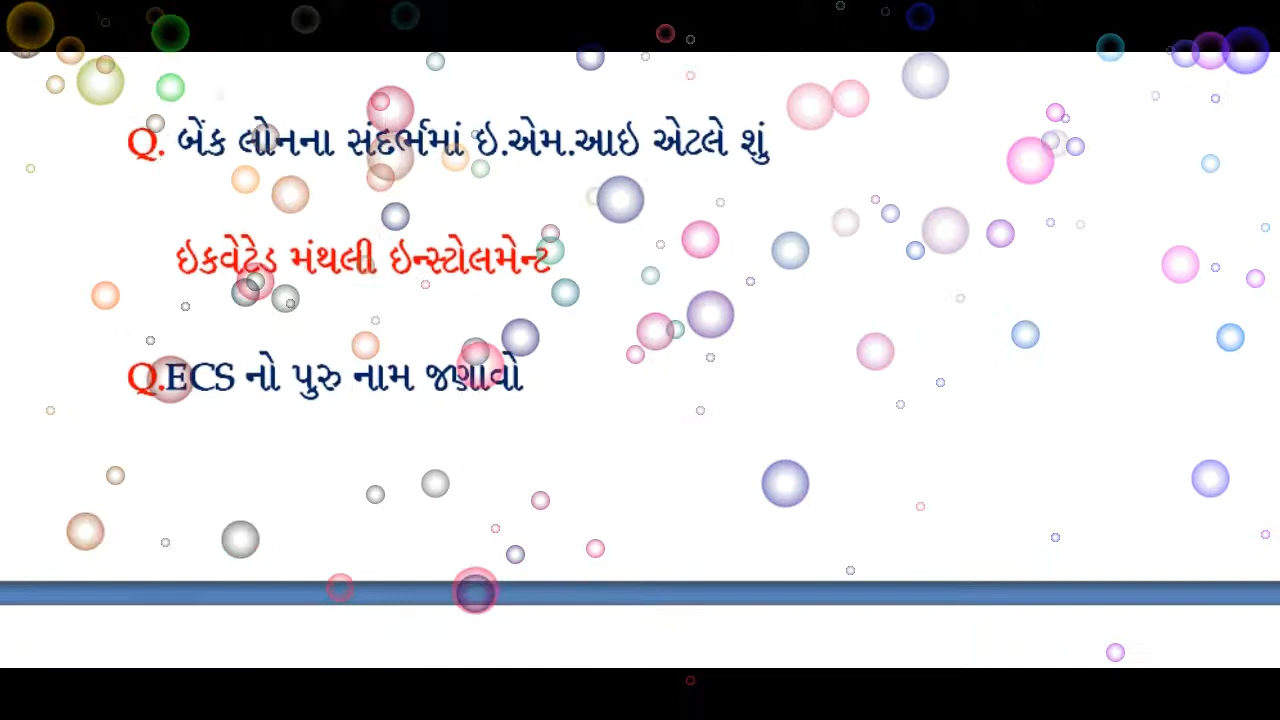 Q. બેંક લોનના સંદર્ભમાં ઇ.એમ.આઇ એટલે શું
ઇકવેટેડ મંથલી ઇન્સ્ટોલમેન્ટ
Q.ECS નો પુરુ નામ જણાવો